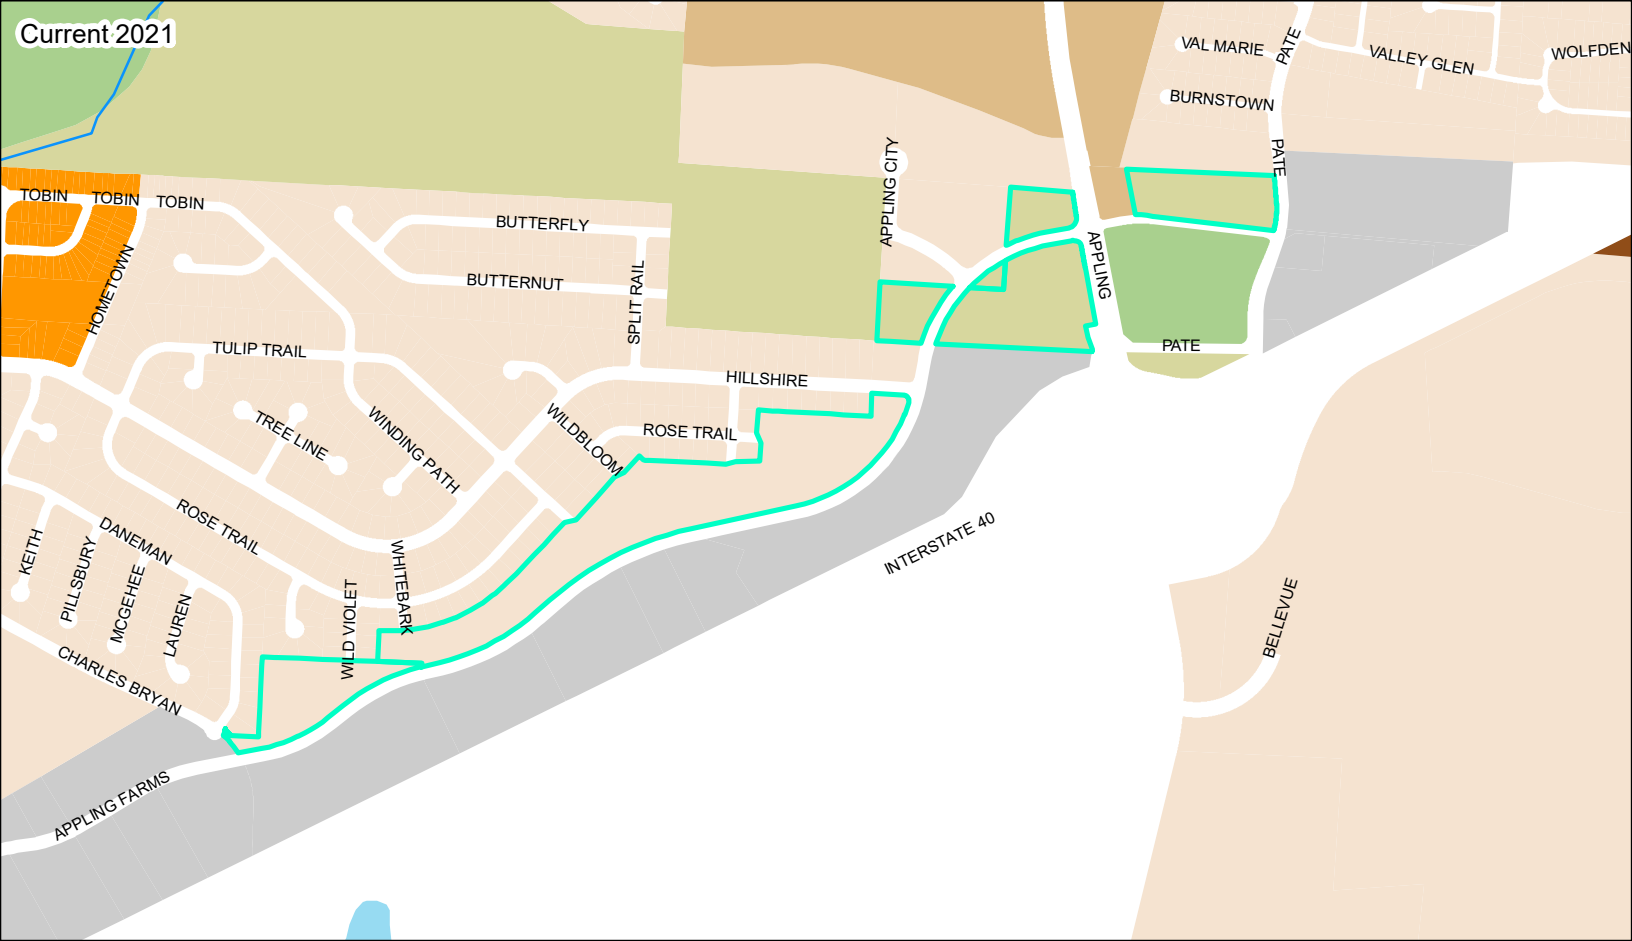 Current 2021
VAL MARIE
PATE
VALLEY GLEN
WOLFDEN
BURNSTOWN
PATE
APPLING CITY
TOBIN
TOBIN
TOBIN
BUTTERFLY
HOMETOWN
BUTTERNUT
SPLIT RAIL
APPLING
TULIP TRAIL
PATE
HILLSHIRE
TREE LINE
WINDING PATH
WILDBLOOM
ROSE TRAIL
ROSE TRAIL
INTERSTATE 40
KEITH
DANEMAN
PILLSBURY
MCGEHEE
LAUREN
WHITEBARK
WILD VIOLET
BELLEVUE
CHARLES BRYAN
APPLING FARMS